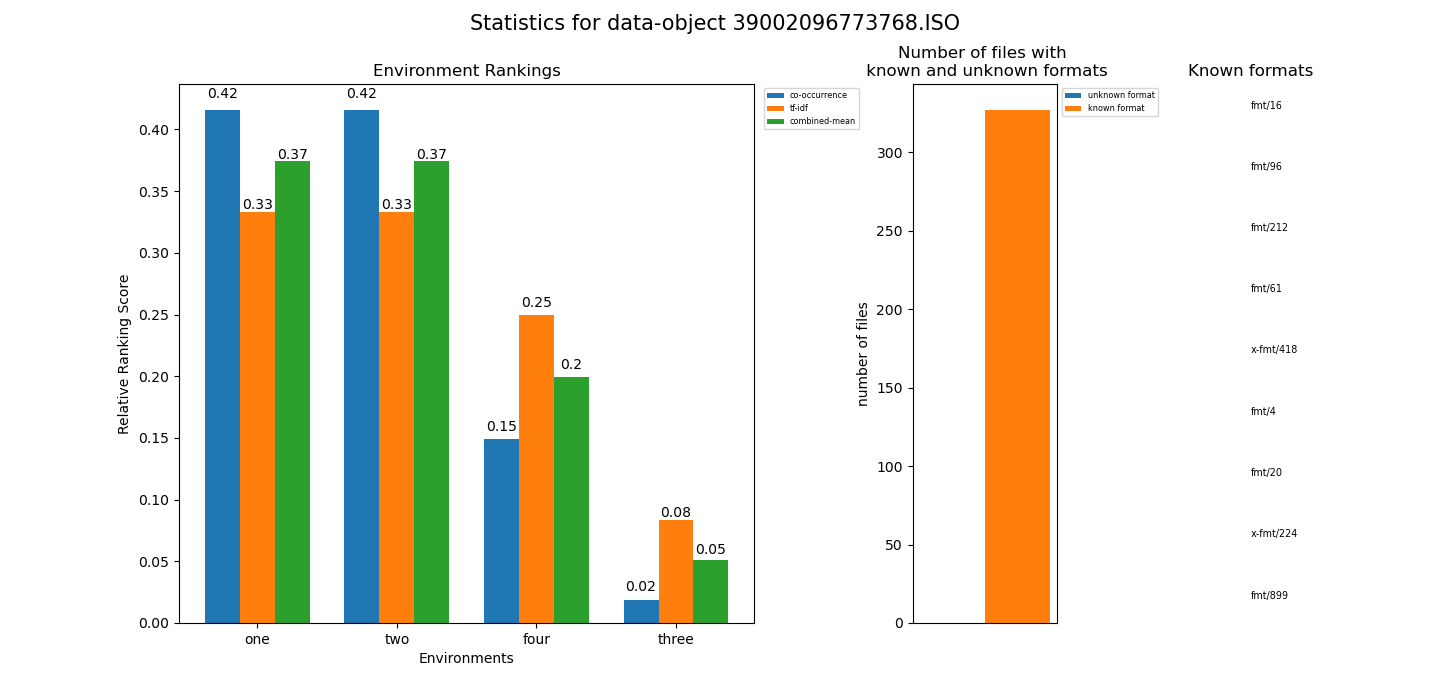 Statistics for data-object 39002096773768.ISO
Environment Rankings
0.42
0.33
0.37
0.42
0.33
0.37
0.15
0.25
0.2
0.02
0.08
0.05
0.40
0.35
0.30
0.25
0.20
0.15
0.10
0.05
0.00
Relative Ranking Score
one
two
four
three
Environments
co-occurrence
tf-idf
combined-mean
Number of files with
known and unknown formats
300
250
200
150
100
50
0
number of files
unknown format
known format
Known formats
fmt/16
fmt/96
fmt/212
fmt/61
x-fmt/418
fmt/4
fmt/20
x-fmt/224
fmt/899